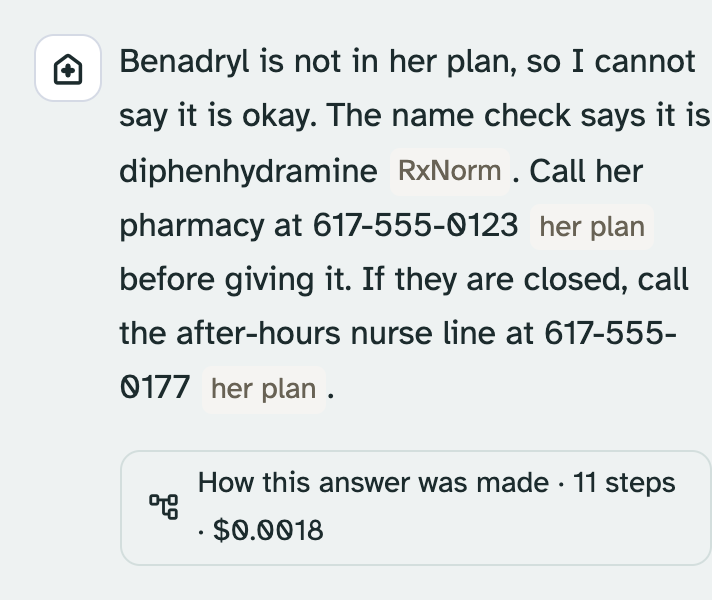 Benadryl is not in her plan, so I cannot
say it is okay. The name check says it is
diphenhydramine RxNorm. Call her
pharmacy at 617-555-0123 her plan
before giving it. If they are closed, call
the after-hours nurse line at 617-555-
0177 her plan.
How this answer was made · 11 steps
· $0.0018